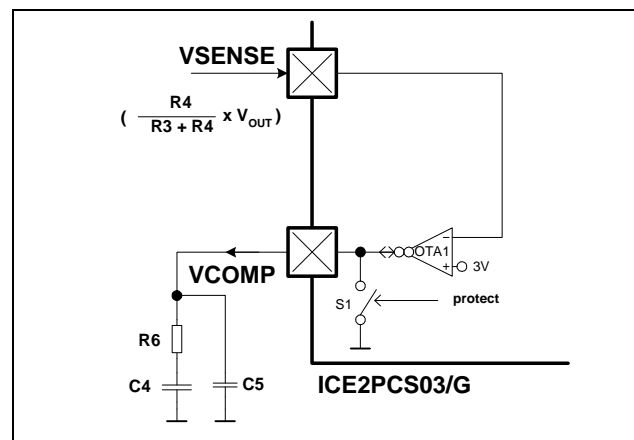 VSENSE
( R4 / R3 + R4 x VOUT )
OTA1
−
+
3V
VCOMP
S1
protect
R6
C4
C5
ICE2PCS03/G